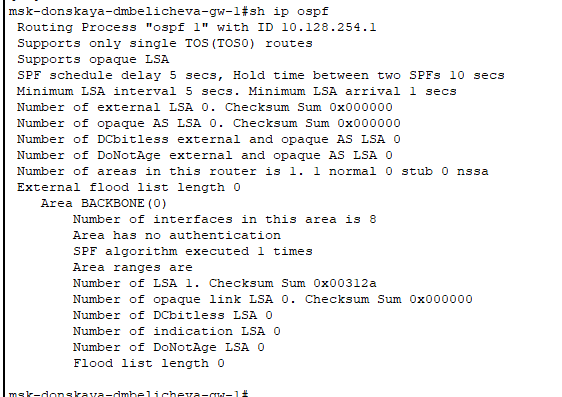 msk-donskaya-dmbelicheva-gw-1#sh ip ospf
Routing Process "ospf 1" with ID 10.128.254.1
Supports only single TOS(TOS0) routes
Supports opaque LSA
SPF schedule delay 5 secs, Hold time between two SPFs 10 secs
Minimum LSA interval 5 secs. Minimum LSA arrival 1 secs
Number of external LSA 0. Checksum Sum 0x000000
Number of opaque AS LSA 0. Checksum Sum 0x000000
Number of DCbitless external and opaque AS LSA 0
Number of DoNotAge external and opaque AS LSA 0
Number of areas in this router is 1. 1 normal 0 stub 0 nssa
External flood list length 0
Area BACKBONE(0)
Number of interfaces in this area is 8
Area has no authentication
SPF algorithm executed 1 times
Area ranges are
Number of LSA 1. Checksum Sum 0x00312a
Number of opaque link LSA 0. Checksum Sum 0x000000
Number of DCbitless LSA 0
Number of indication LSA 0
Number of DoNotAge LSA 0
Flood list length 0
msk-donskaya-dmbelicheva-gw-1#